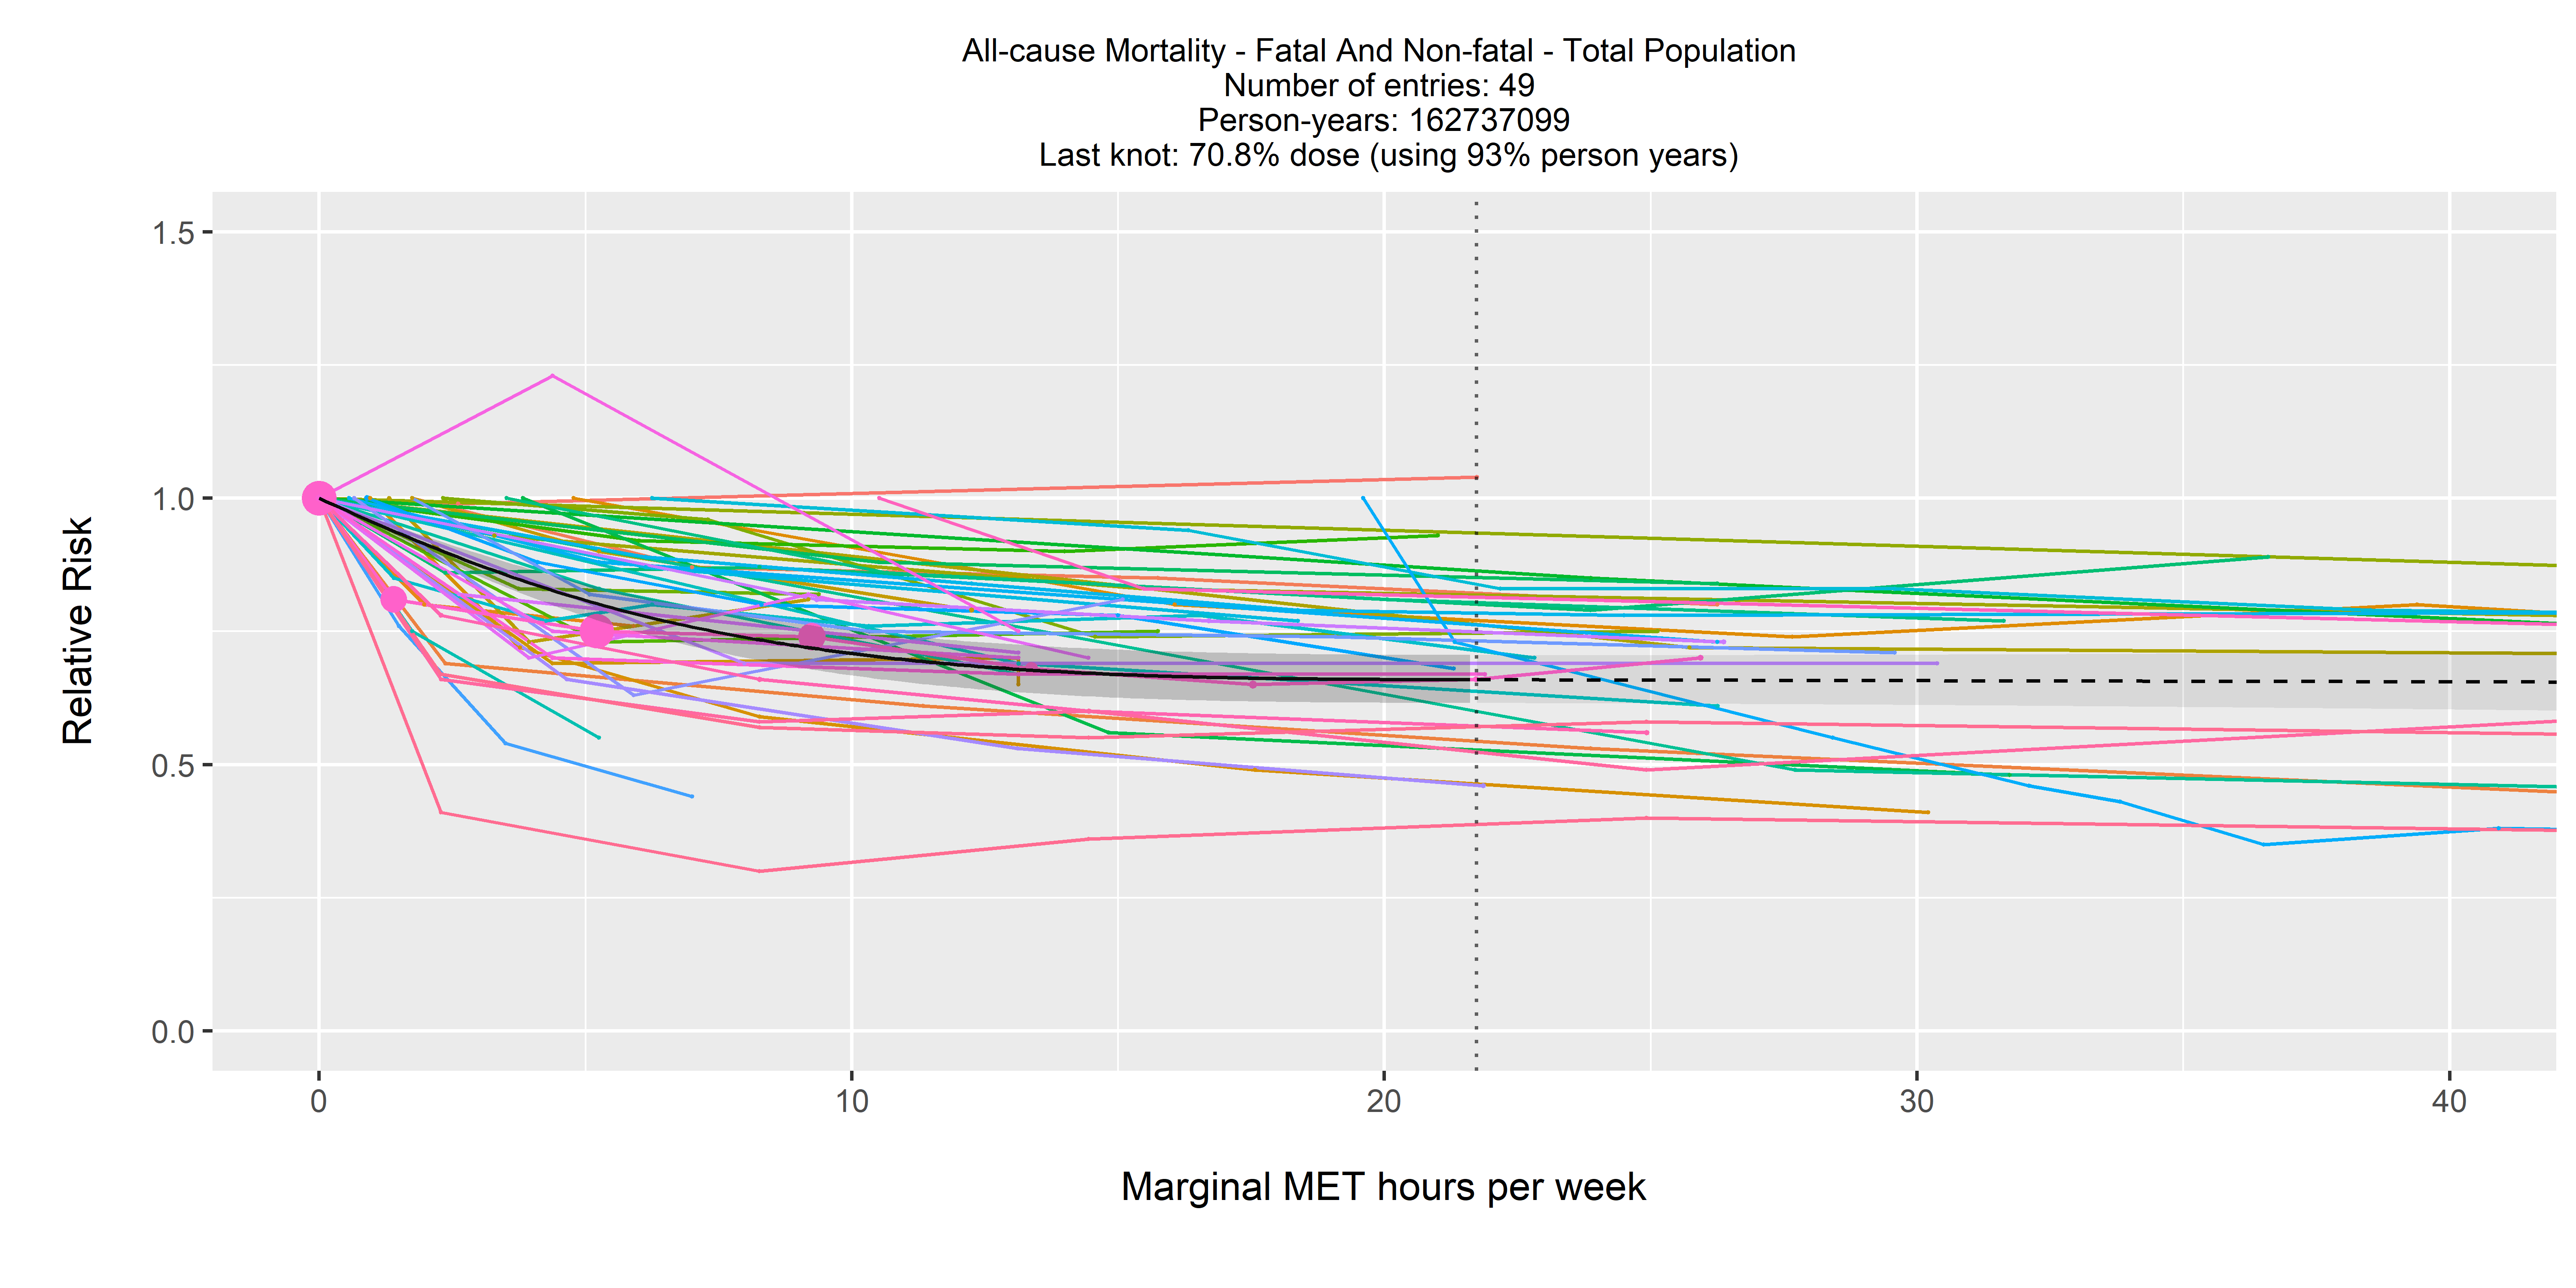 All-cause Mortality - Fatal And Non-fatal - Total Population
Number of entries: 49
Person-years: 162737099
Last knot: 70.8% dose (using 93% person years)
1.5
1.0
0.5
0.0
Relative Risk
0 10 20 30 40
Marginal MET hours per week